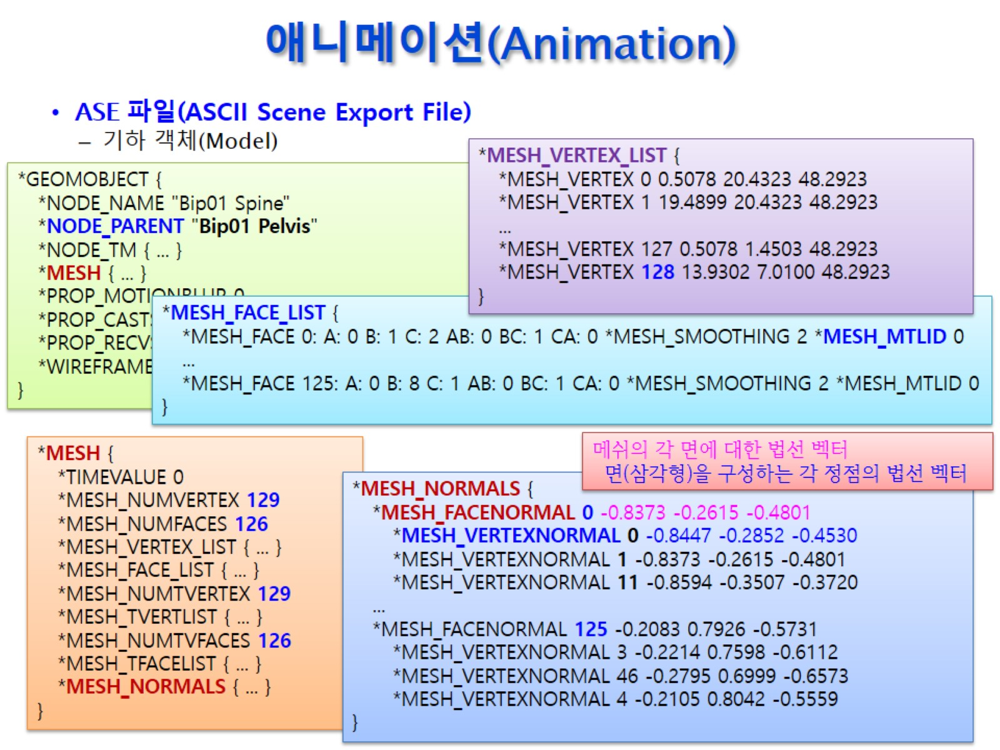 애니메이션(Animation)
• ASE 파일(ASCII Scene Export File)
– 기하 객체(Model)
*GEOMOBJECT {
*NODE_NAME "Bip01 Spine"
*NODE_PARENT "Bip01 Pelvis"
*NODE_TM { ... }
*MESH { ... }
*PROP_MOTIONBLUR 0
*PROP_CASTS
*PROP_RECVS
*WIREFRAME
}
*MESH_VERTEX_LIST {
*MESH_VERTEX 0 0.5078 20.4323 48.2923
*MESH_VERTEX 1 19.4899 20.4323 48.2923
...
*MESH_VERTEX 127 0.5078 1.4503 48.2923
*MESH_VERTEX 128 13.9302 7.0100 48.2923
}
*MESH_FACE_LIST {
*MESH_FACE 0: A: 0 B: 1 C: 2 AB: 0 BC: 1 CA: 0 *MESH_SMOOTHING 2 *MESH_MTLID 0
...
*MESH_FACE 125: A: 0 B: 8 C: 1 AB: 0 BC: 1 CA: 0 *MESH_SMOOTHING 2 *MESH_MTLID 0
}
*MESH {
*TIMEVALUE 0
*MESH_NUMVERTEX 129
*MESH_NUMFACES 126
*MESH_VERTEX_LIST { ... }
*MESH_FACE_LIST { ... }
*MESH_NUMTVERTEX 129
*MESH_TVERTLIST { ... }
*MESH_NUMTVFACES 126
*MESH_TFACELIST { ... }
*MESH_NORMALS { ... }
}
메쉬의 각 면에 대한 법선 벡터
면(삼각형)을 구성하는 각 정점의 법선 벡터
*MESH_NORMALS {
*MESH_FACENORMAL 0 -0.8373 -0.2615 -0.4801
*MESH_VERTEXNORMAL 0 -0.8447 -0.2852 -0.4530
*MESH_VERTEXNORMAL 1 -0.8373 -0.2615 -0.4801
*MESH_VERTEXNORMAL 11 -0.8594 -0.3507 -0.3720
...
*MESH_FACENORMAL 125 -0.2083 0.7926 -0.5731
*MESH_VERTEXNORMAL 3 -0.2214 0.7598 -0.6112
*MESH_VERTEXNORMAL 46 -0.2795 0.6999 -0.6573
*MESH_VERTEXNORMAL 4 -0.2105 0.8042 -0.5559
}